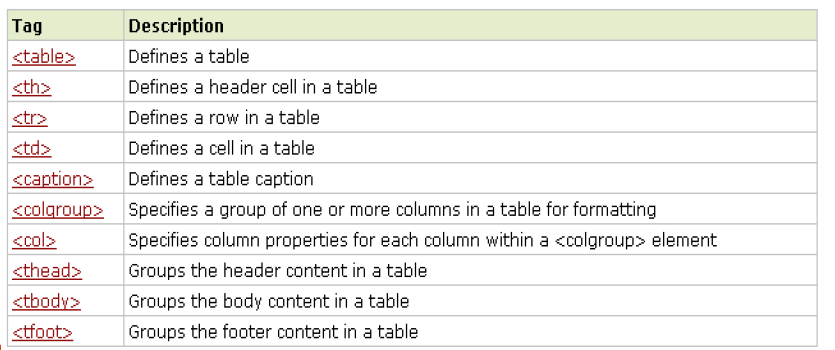 Tag Description
<table> Defines a table
<th> Defines a header cell in a table
<tr> Defines a row in a table
<td> Defines a cell in a table
<caption> Defines a table caption
<colgroup> Specifies a group of one or more columns in a table for formatting
<col> Specifies column properties for each column within a <colgroup> element
<thead> Groups the header content in a table
<tbody> Groups the body content in a table
<tfoot> Groups the footer content in a table